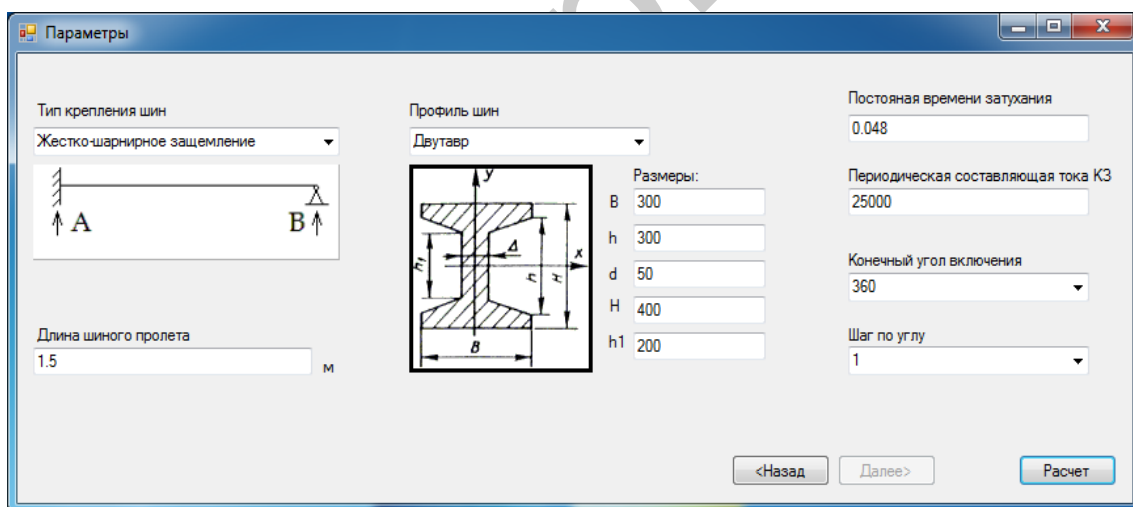 Параметры
Тип крепления шин
Жестко-шарнирное защемление
A
B
Длина шиного пролета
1.5
м
Профиль шин
Двутавр
y
x
Δ
h₁
h
H
B
Размеры:
B 300
h 300
d 50
H 400
h1 200
Постояная времени затухания
0.048
Периодическая составляющая тока КЗ
25000
Конечный угол включения
360
Шаг по углу
1
<Назад
Далее>
Расчет